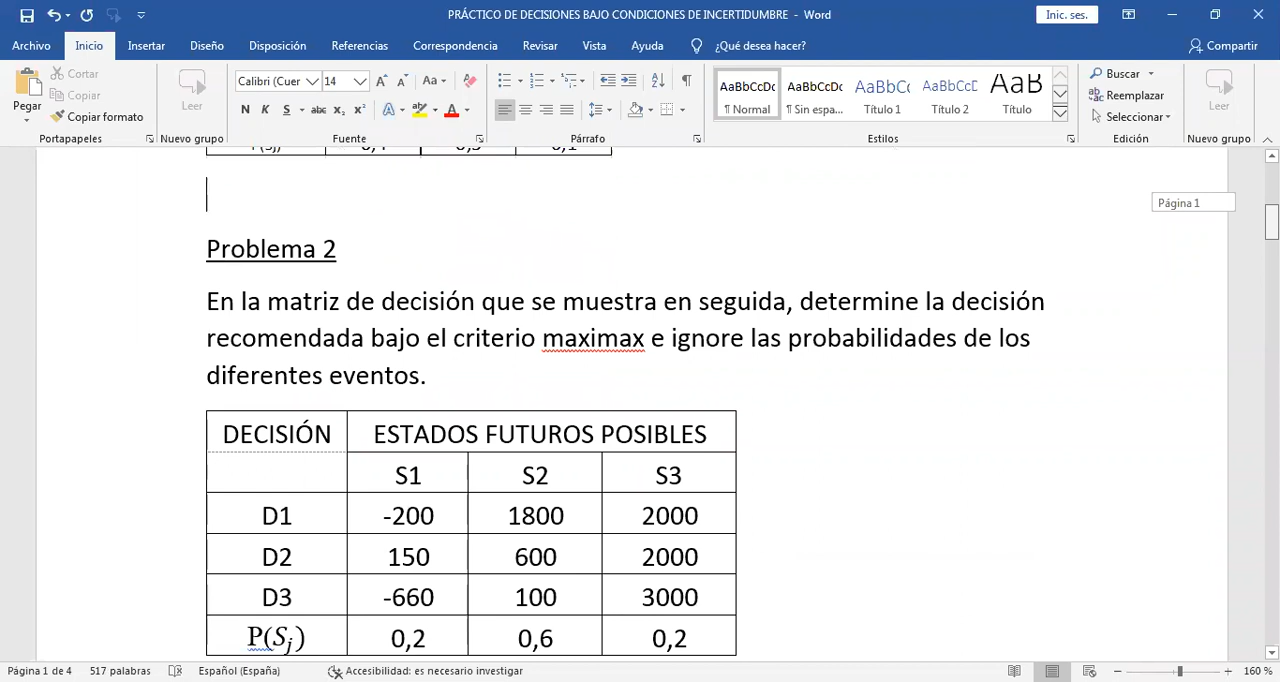 PRÁCTICO DE DECISIONES BAJO CONDICIONES DE INCERTIDUMBRE - Word
Inic. ses.
Archivo Inicio Insertar Diseño Disposición Referencias Correspondencia Revisar Vista Ayuda ¿Qué desea hacer? Compartir
Pegar
Cortar
Copiar
Copiar formato
Portapapeles
Leer
Nuevo grupo
Calibri (Cuer 14
Aa
N K S abc x₂ x²
A A
Fuente
Párrafo
AaBbCcDc AaBbCcDc AaBbC AaBbCcD AaB
¶ Normal ¶ Sin espa... Título 1 Título 2 Título
Estilos
Buscar
Reemplazar
Seleccionar
Edición
Leer
Nuevo grupo
Página 1
Problema 2
En la matriz de decisión que se muestra en seguida, determine la decisión
recomendada bajo el criterio maximax e ignore las probabilidades de los
diferentes eventos.
DECISIÓN ESTADOS FUTUROS POSIBLES
S1 S2 S3
D1 -200 1800 2000
D2 150 600 2000
D3 -660 100 3000
P(Sj) 0,2 0,6 0,2
Página 1 de 4 517 palabras Español (España) Accesibilidad: es necesario investigar 160 %